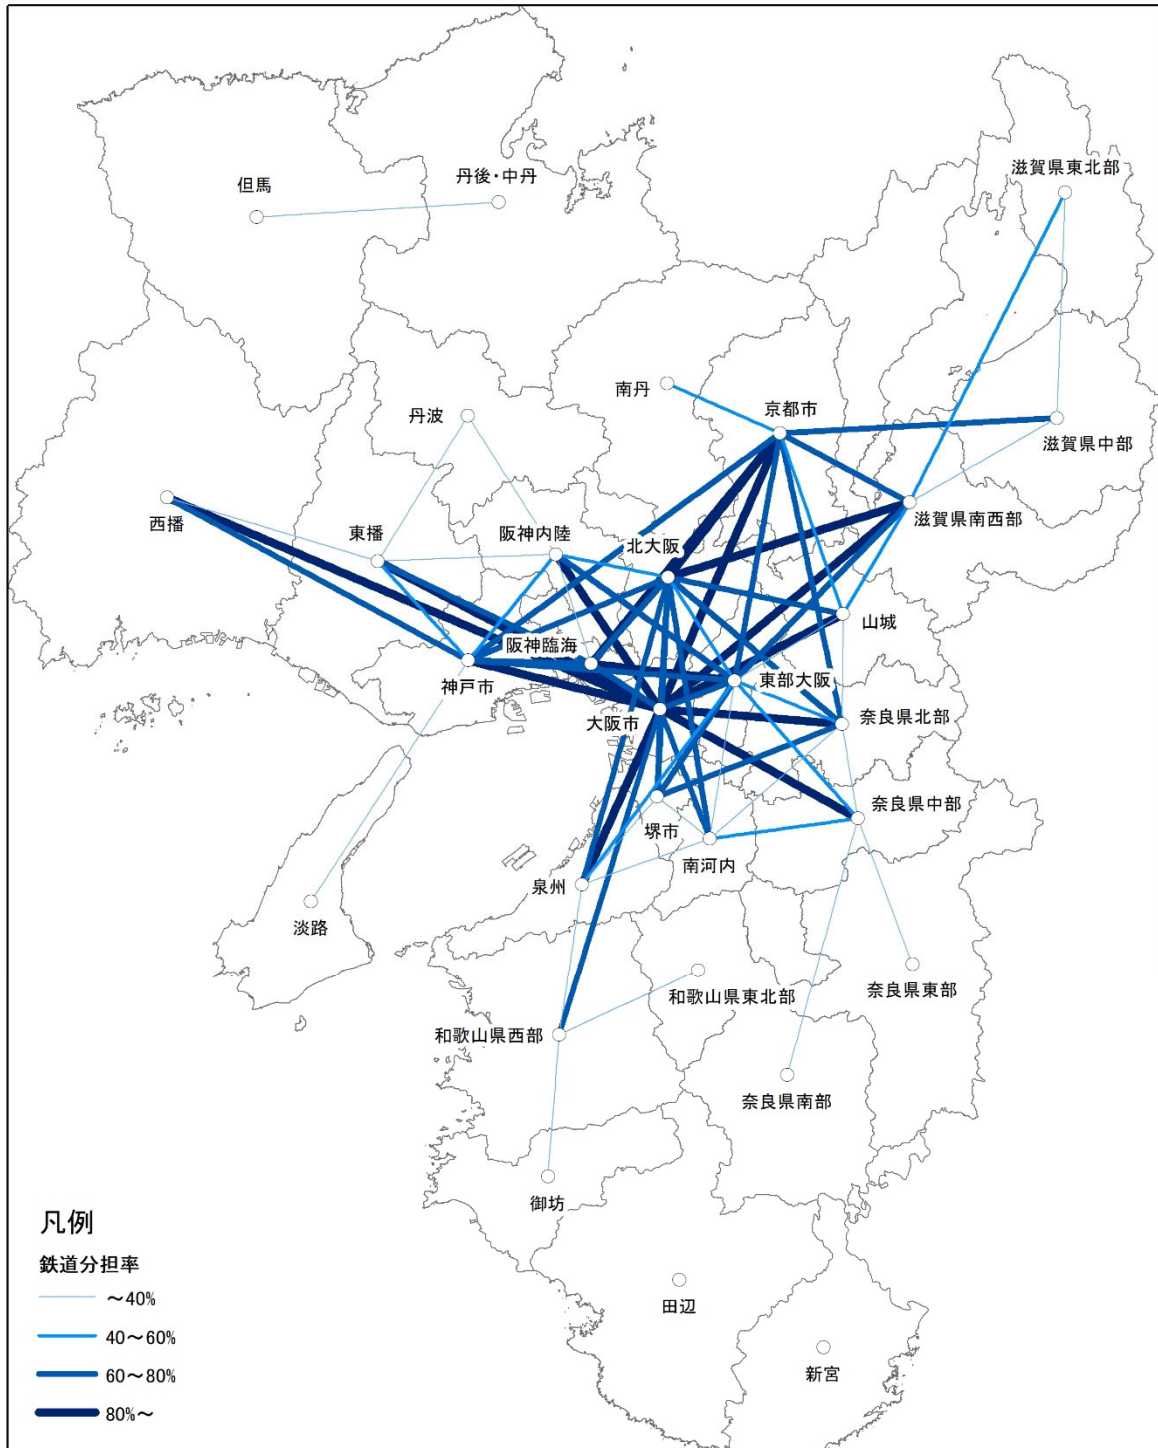 滋賀県東北部
丹後・中丹
但馬
南丹
京都市
丹波
滋賀県中部
西播
東播
阪神内陸
北大阪
滋賀県南西部
山城
阪神臨海
神戸市
東部大阪
大阪市
奈良県北部
奈良県中部
堺市
南河内
泉州
淡路
奈良県東部
和歌山県東北部
和歌山県西部
奈良県南部
御坊
田辺
新宮
凡例
鉄道分担率
～40%
40～60%
60～80%
80%～